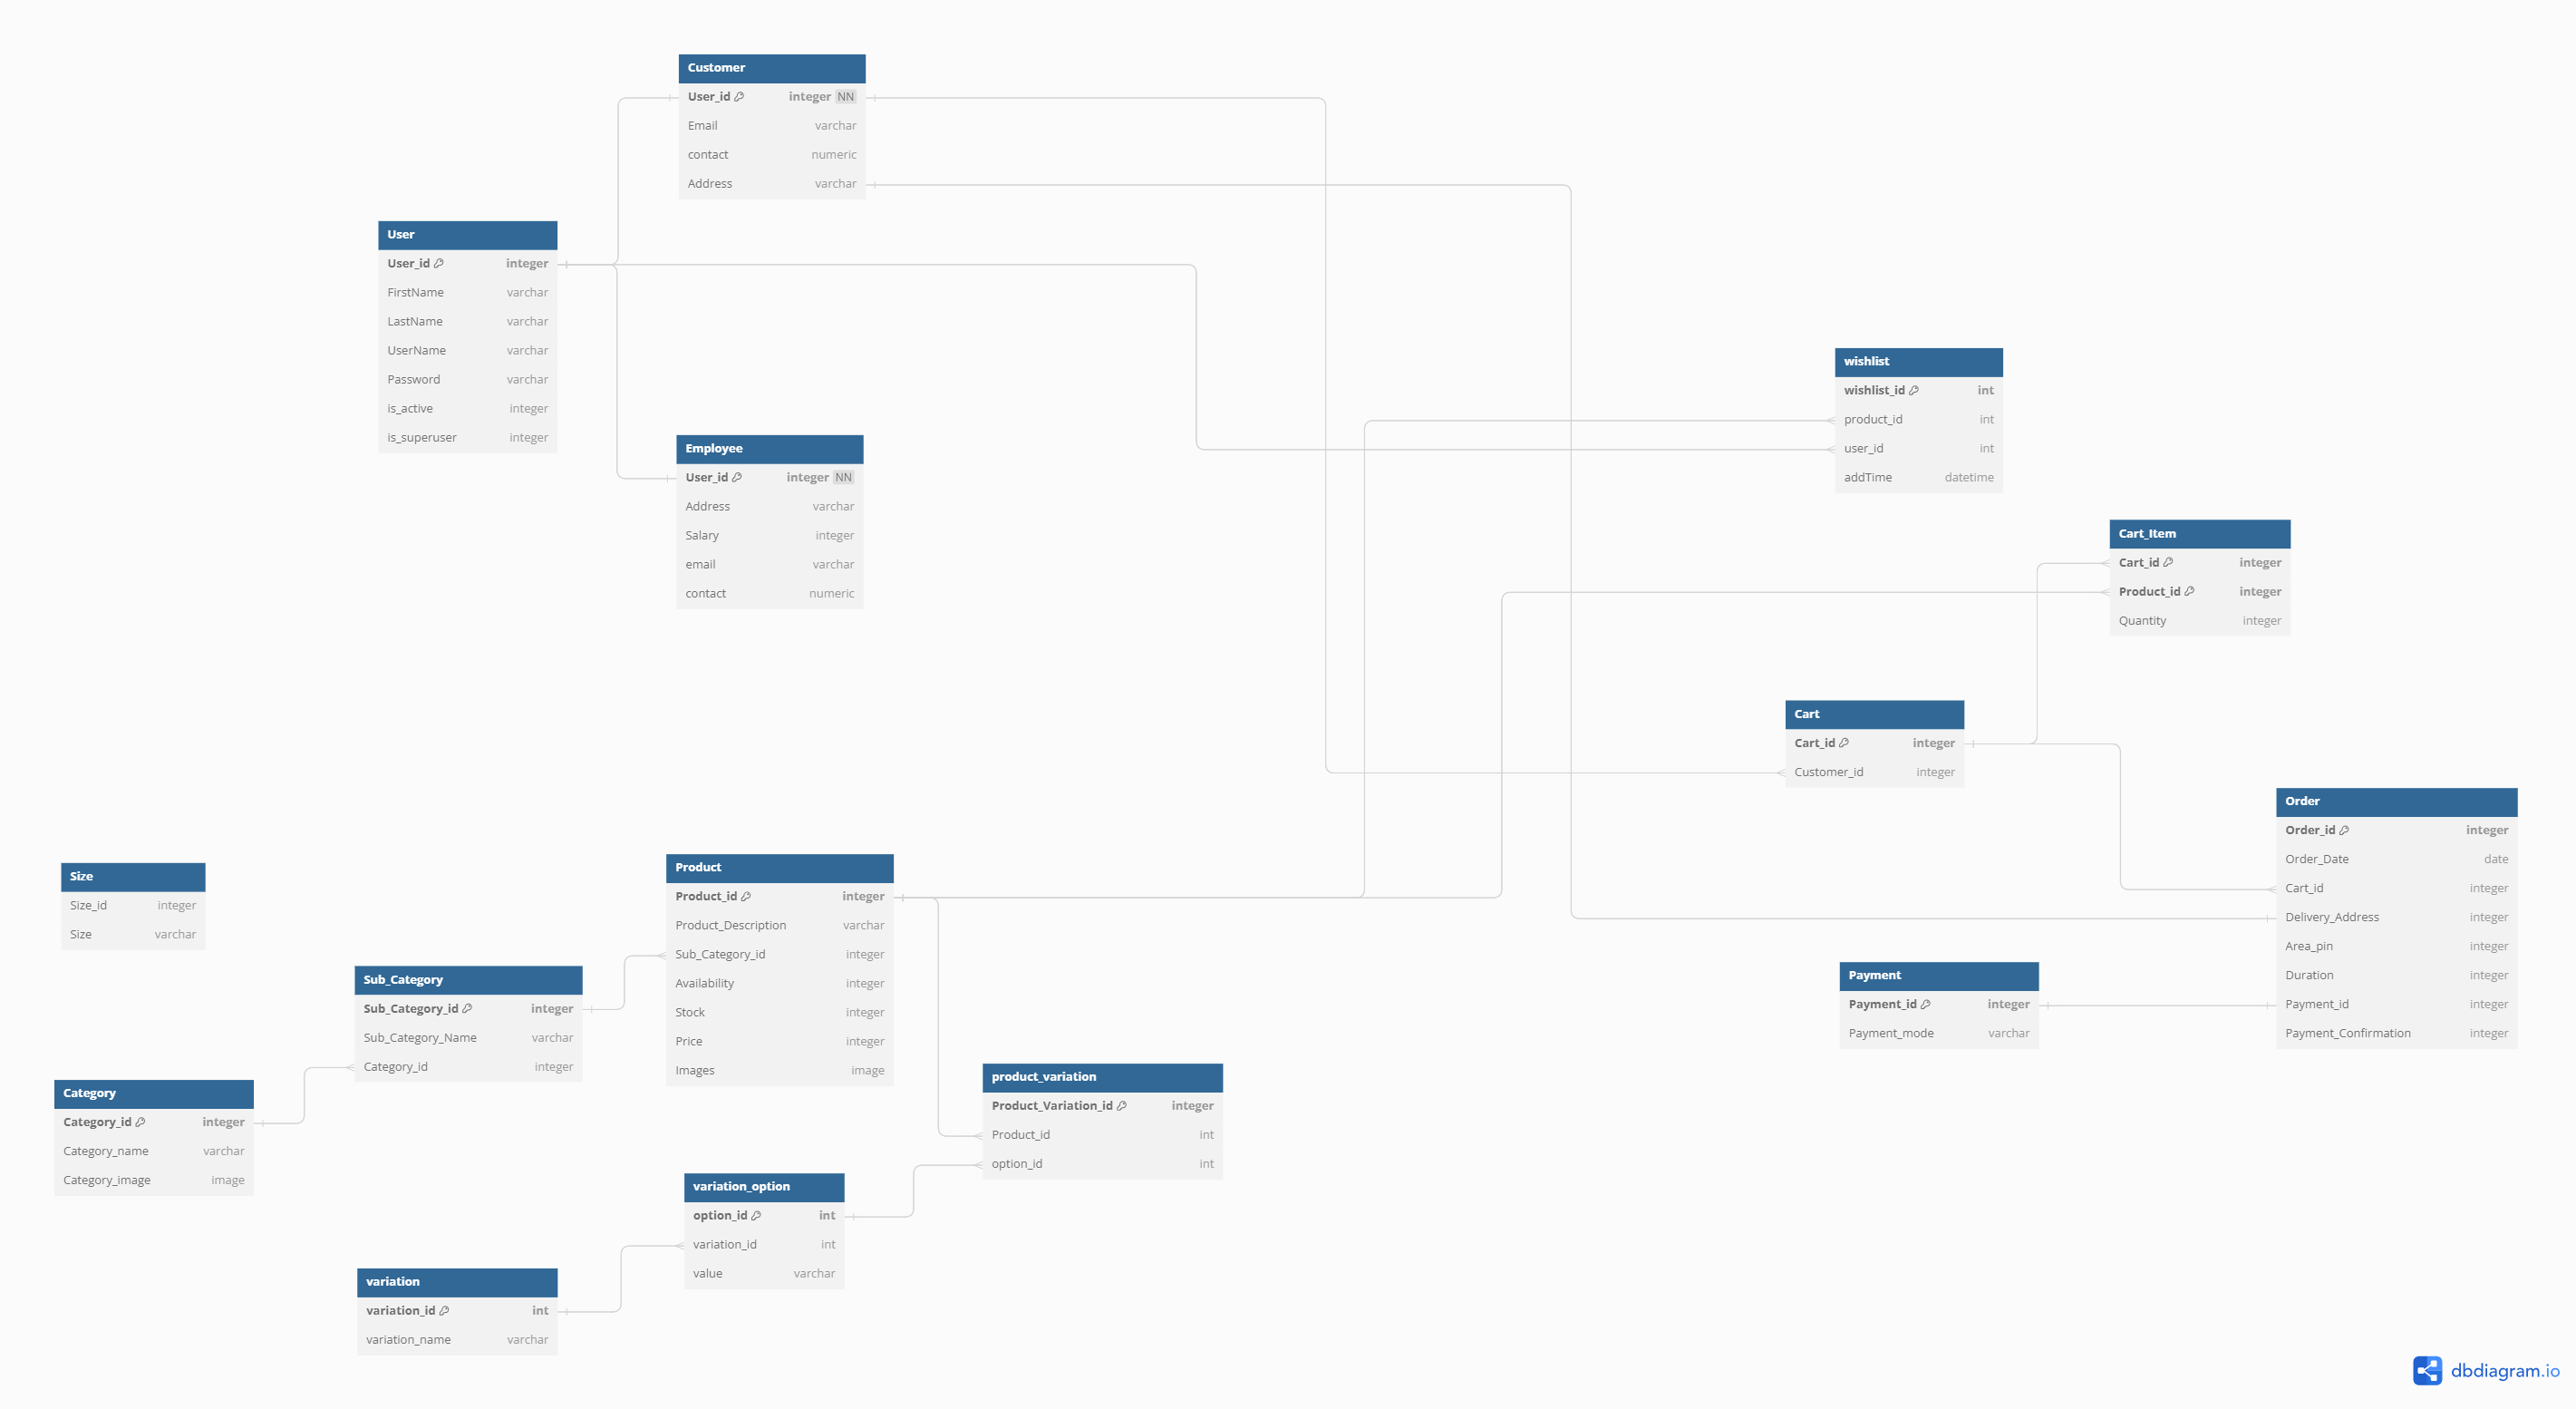 Customer
User_id integer NN
Email varchar
contact numeric
Address varchar
User
User_id integer
FirstName varchar
LastName varchar
UserName varchar
Password varchar
is_active integer
is_superuser integer
Employee
User_id integer NN
Address varchar
Salary integer
email varchar
contact numeric
wishlist
wishlist_id int
product_id int
user_id int
addTime datetime
Cart_Item
Cart_id integer
Product_id integer
Quantity integer
Cart
Cart_id integer
Customer_id integer
Order
Order_id integer
Order_Date date
Cart_id integer
Delivery_Address integer
Area_pin integer
Duration integer
Payment_id integer
Payment_Confirmation integer
Payment
Payment_id integer
Payment_mode varchar
Size
Size_id integer
Size varchar
Product
Product_id integer
Product_Description varchar
Sub_Category_id integer
Availability integer
Stock integer
Price integer
Images image
Sub_Category
Sub_Category_id integer
Sub_Category_Name varchar
Category_id integer
Category
Category_id integer
Category_name varchar
Category_image image
product_variation
Product_Variation_id integer
Product_id int
option_id int
variation_option
option_id int
variation_id int
value varchar
variation
variation_id int
variation_name varchar
dbdiagram.io